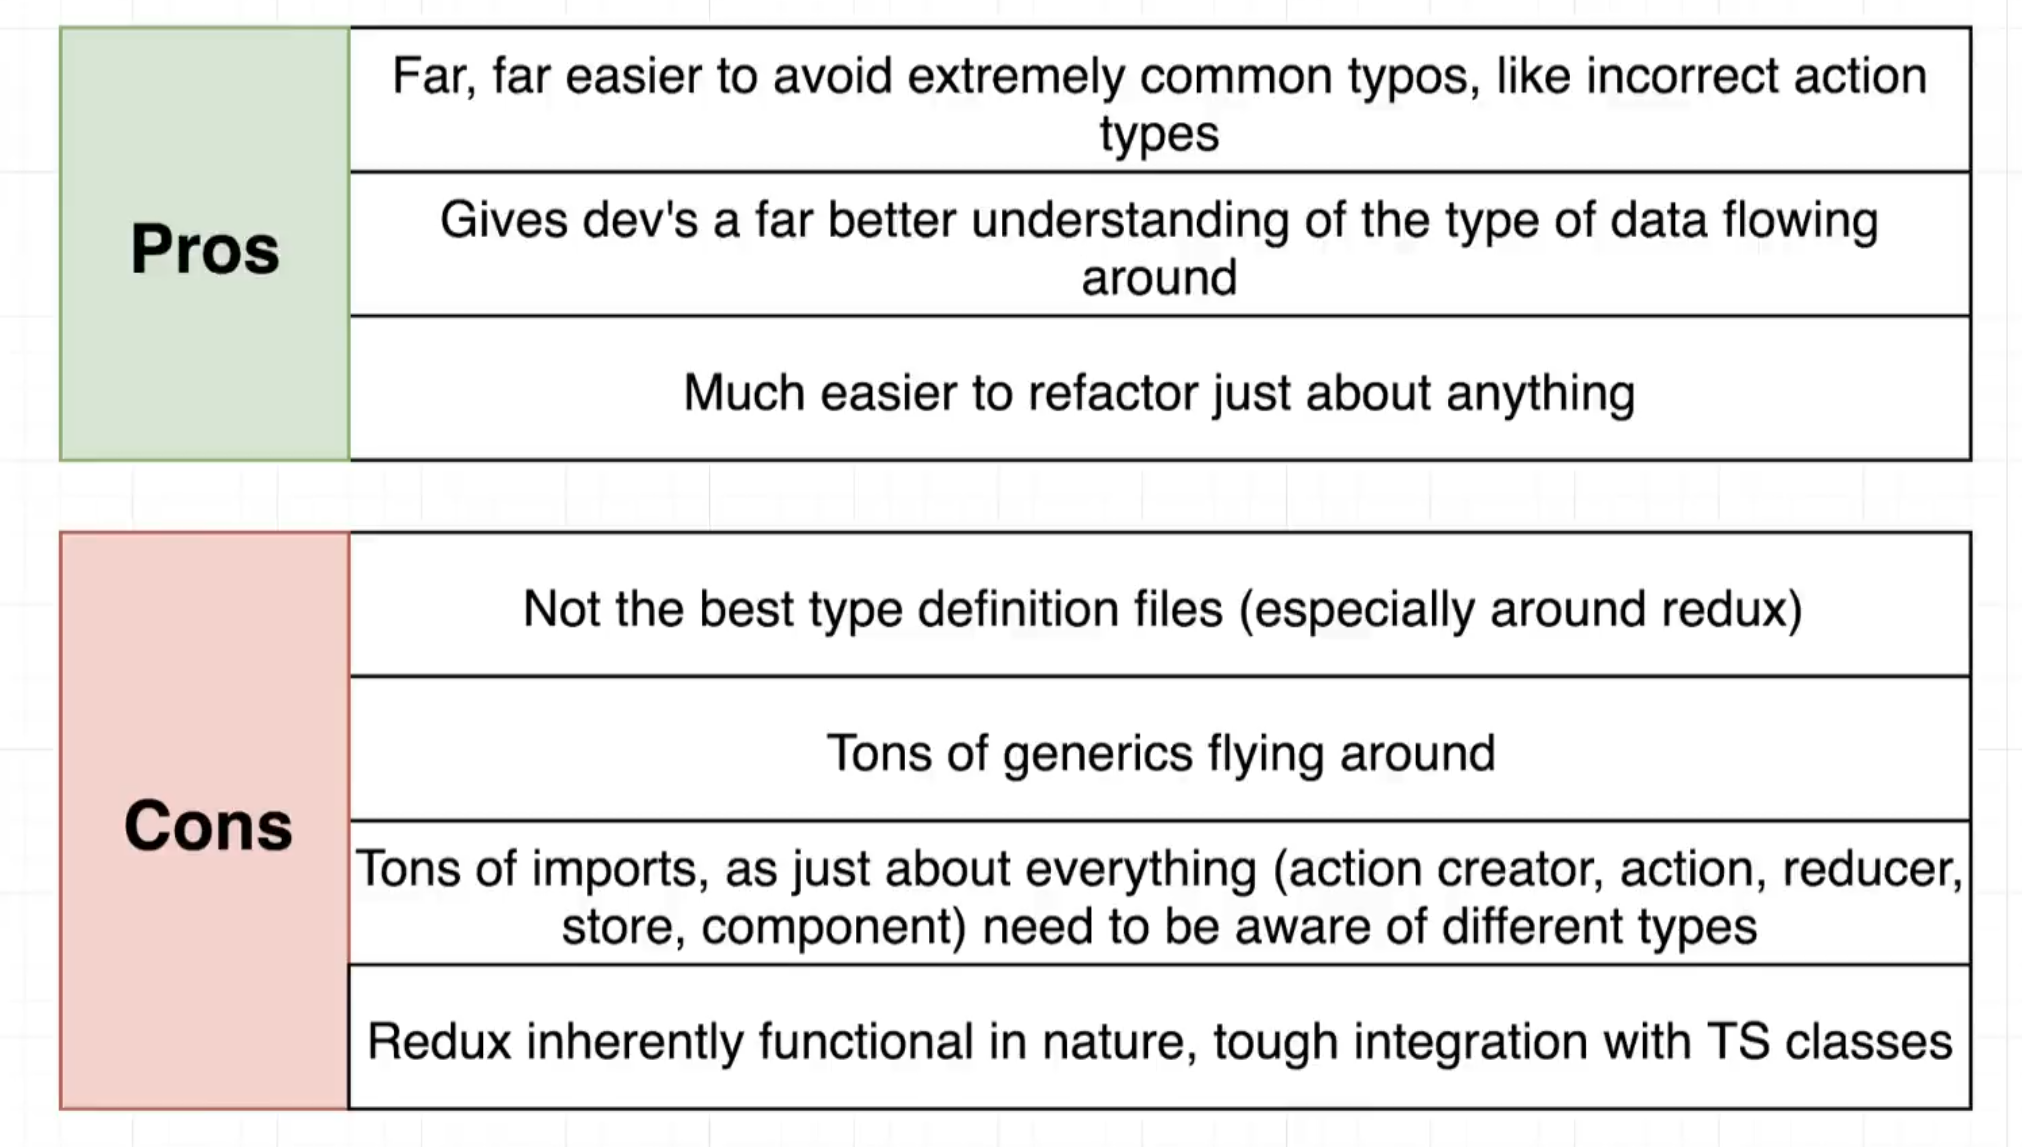 Pros
Far, far easier to avoid extremely common typos, like incorrect action
types
Gives dev's a far better understanding of the type of data flowing
around
Much easier to refactor just about anything
Cons
Not the best type definition files (especially around redux)
Tons of generics flying around
Tons of imports, as just about everything (action creator, action, reducer,
store, component) need to be aware of different types
Redux inherently functional in nature, tough integration with TS classes